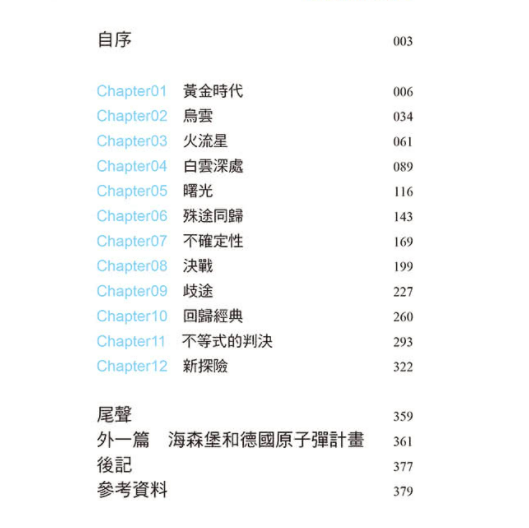 自序 003
Chapter01 黃金時代 006
Chapter02 烏雲 034
Chapter03 火流星 061
Chapter04 白雲深處 089
Chapter05 曙光 116
Chapter06 殊途同歸 143
Chapter07 不確定性 169
Chapter08 決戰 199
Chapter09 歧途 227
Chapter10 回歸經典 260
Chapter11 不等式的判決 293
Chapter12 新探險 322
尾聲 359
外一篇 海森堡和德國原子彈計畫 361
後記 377
參考資料 379